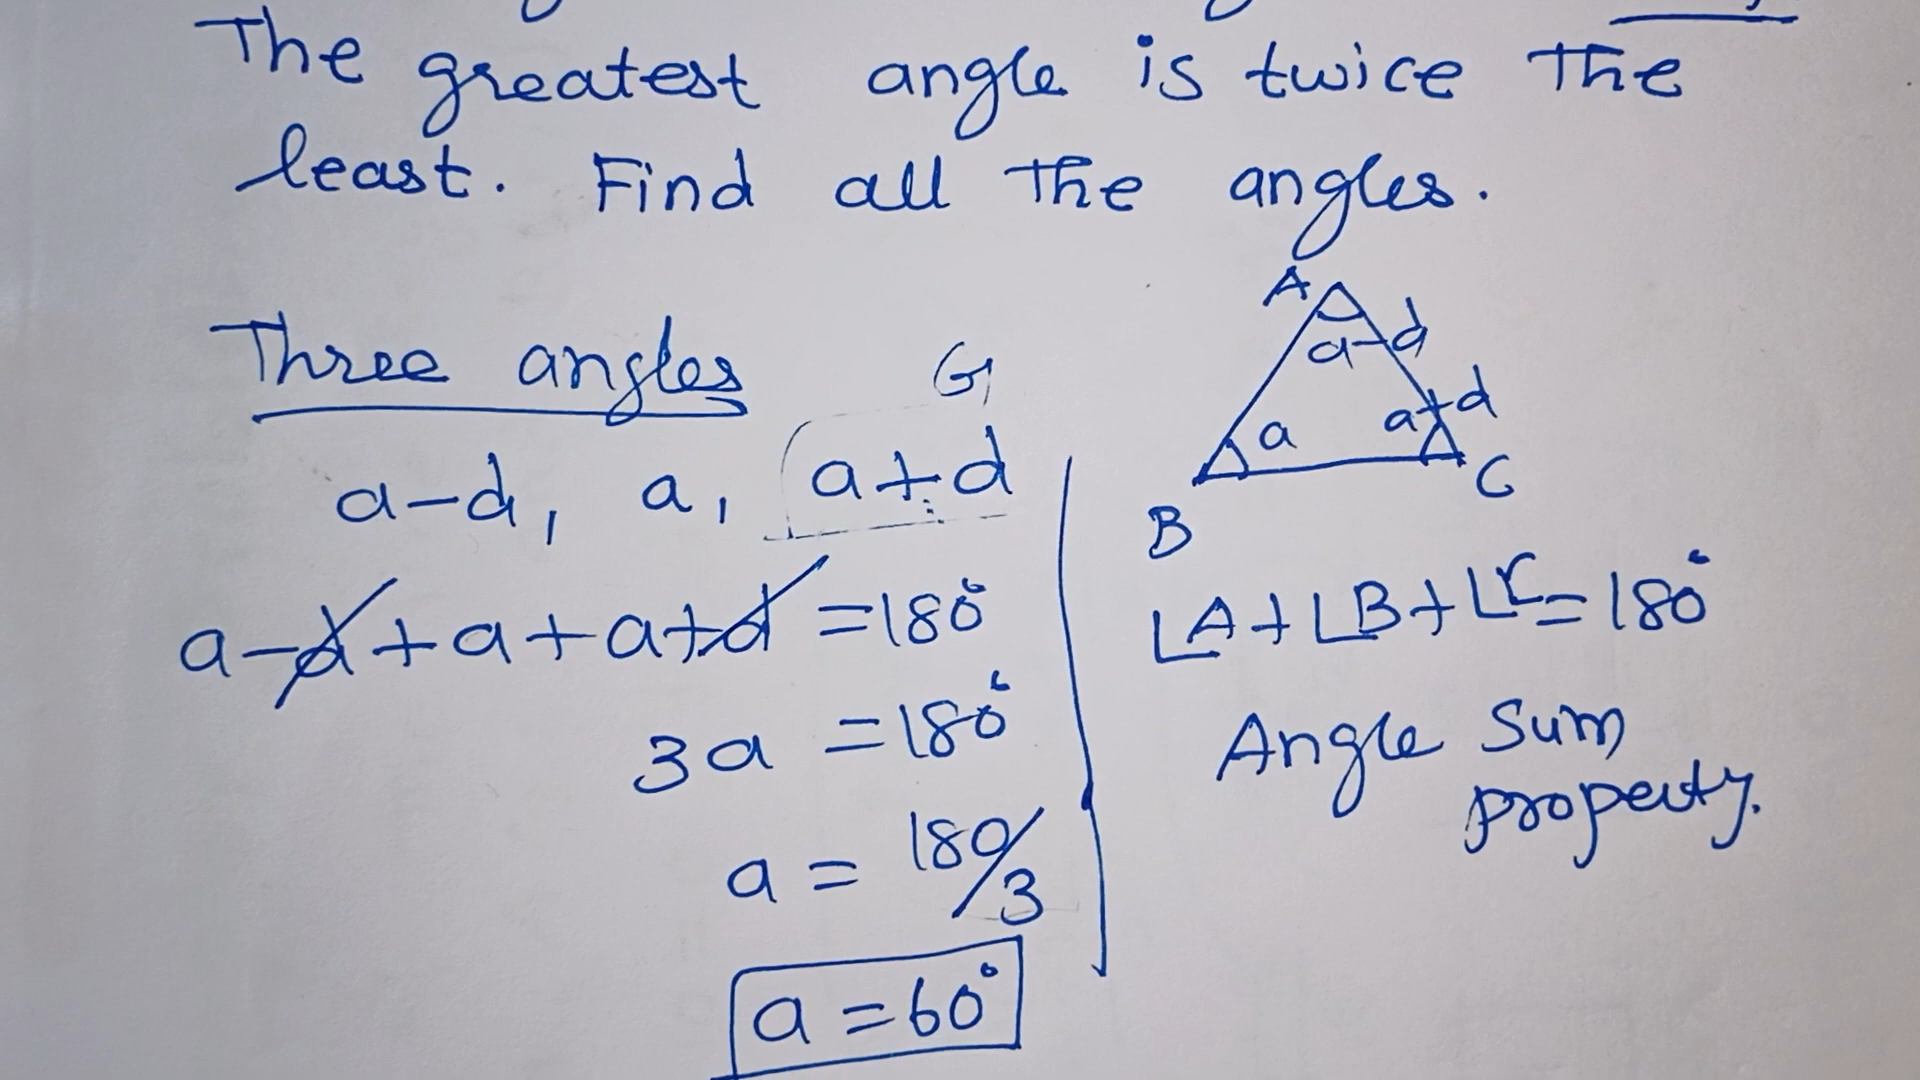 The greatest angle is twice the
least. Find all the angles.
Three angles
G
a-d, a, a+d
a-d+a+a+d =180°
3a =180°
a = 180/3
a =60°
A
a-d
a
a+d
B
C
∠A+∠B+∠C=180°
Angle sum
property.